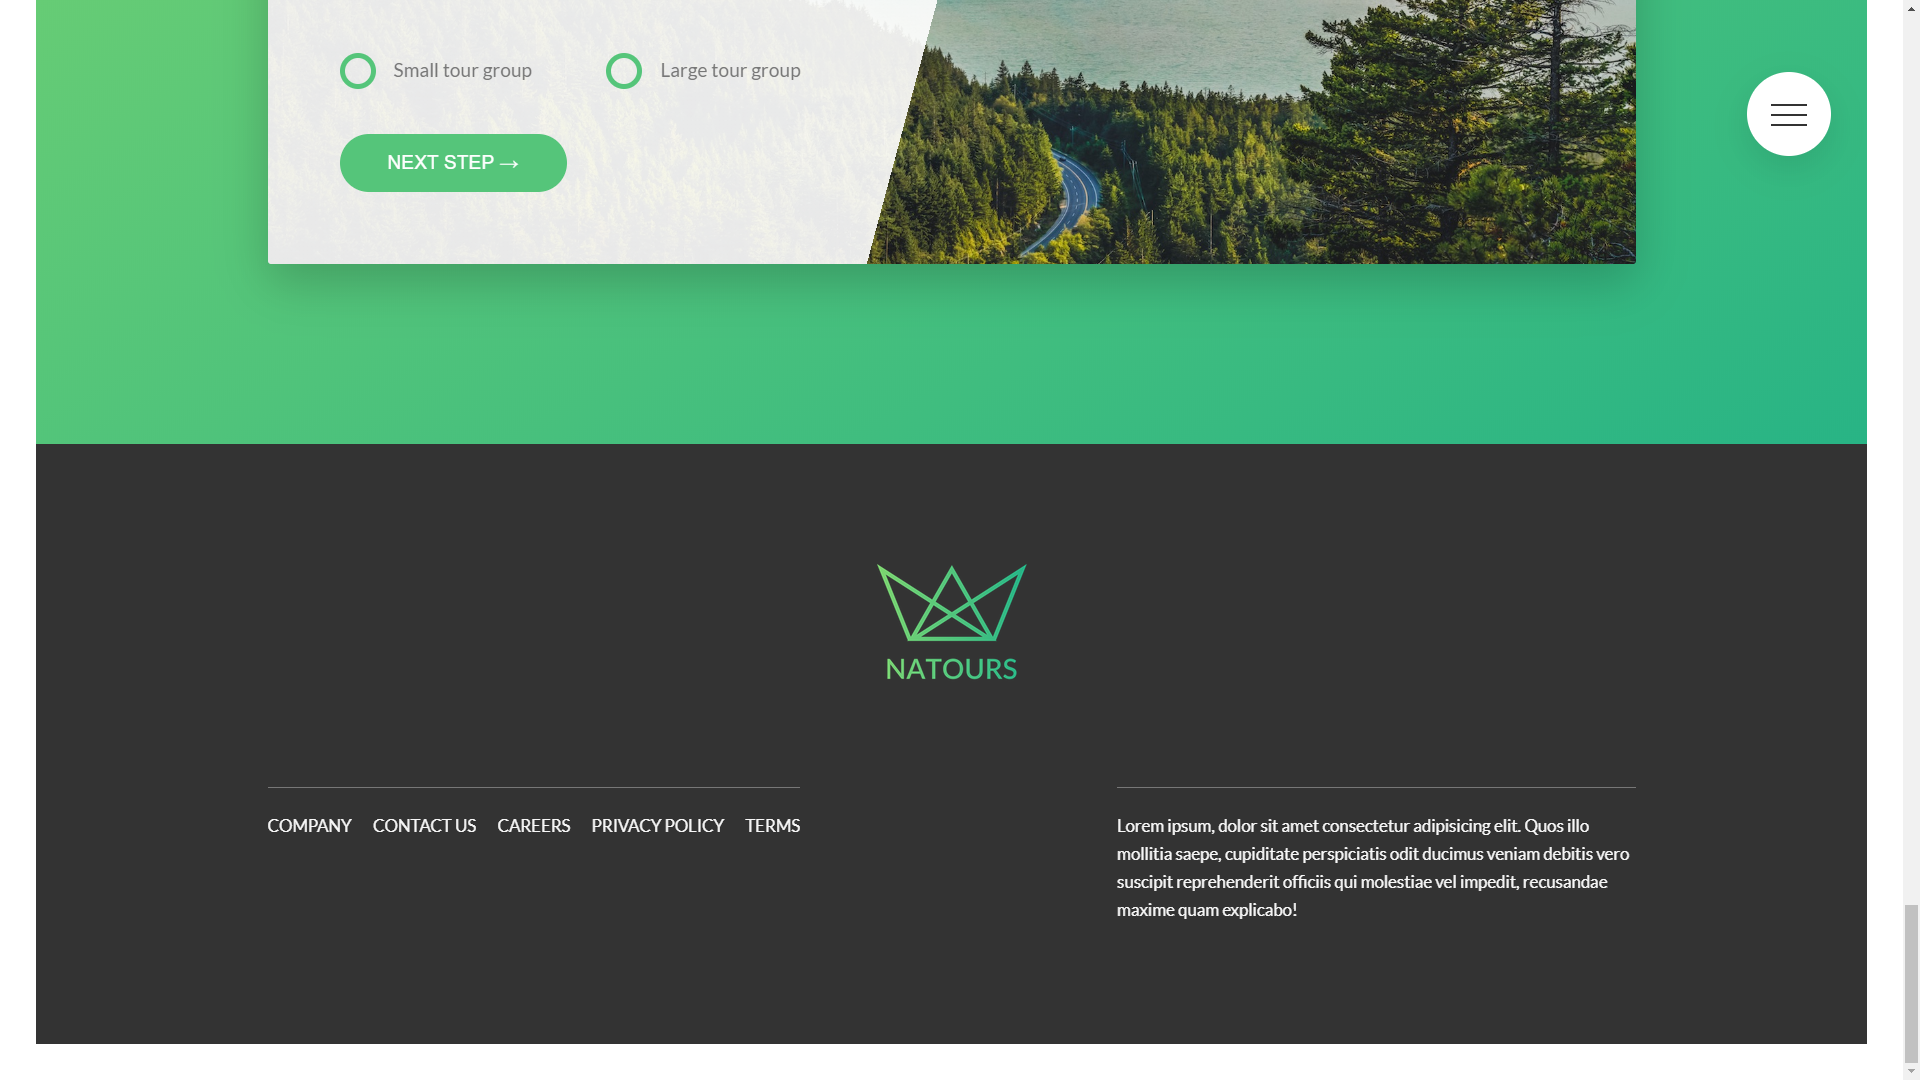 Small tour group
Large tour group
NEXT STEP →
NATOURS
COMPANY CONTACT US CAREERS PRIVACY POLICY TERMS
Lorem ipsum, dolor sit amet consectetur adipisicing elit. Quos illo
mollitia saepe, cupiditate perspiciatis odit ducimus veniam debitis vero
suscipit reprehenderit officiis qui molestiae vel impedit, recusandae
maxime quam explicabo!